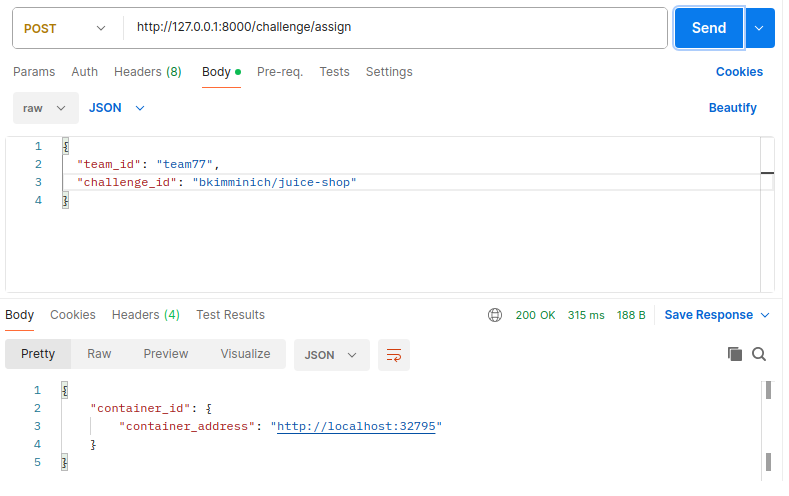 POST http://127.0.0.1:8000/challenge/assign Send
Params Auth Headers (8) Body Pre-req. Tests Settings Cookies
raw JSON Beautify
1 {
2 "team_id": "team77",
3 "challenge_id": "bkimminich/juice-shop"
4 }
Body Cookies Headers (4) Test Results 200 OK 315 ms 188 B Save Response
Pretty Raw Preview Visualize JSON
1 {
2 "container_id": {
3 "container_address": "http://localhost:32795"
4 }
5 }